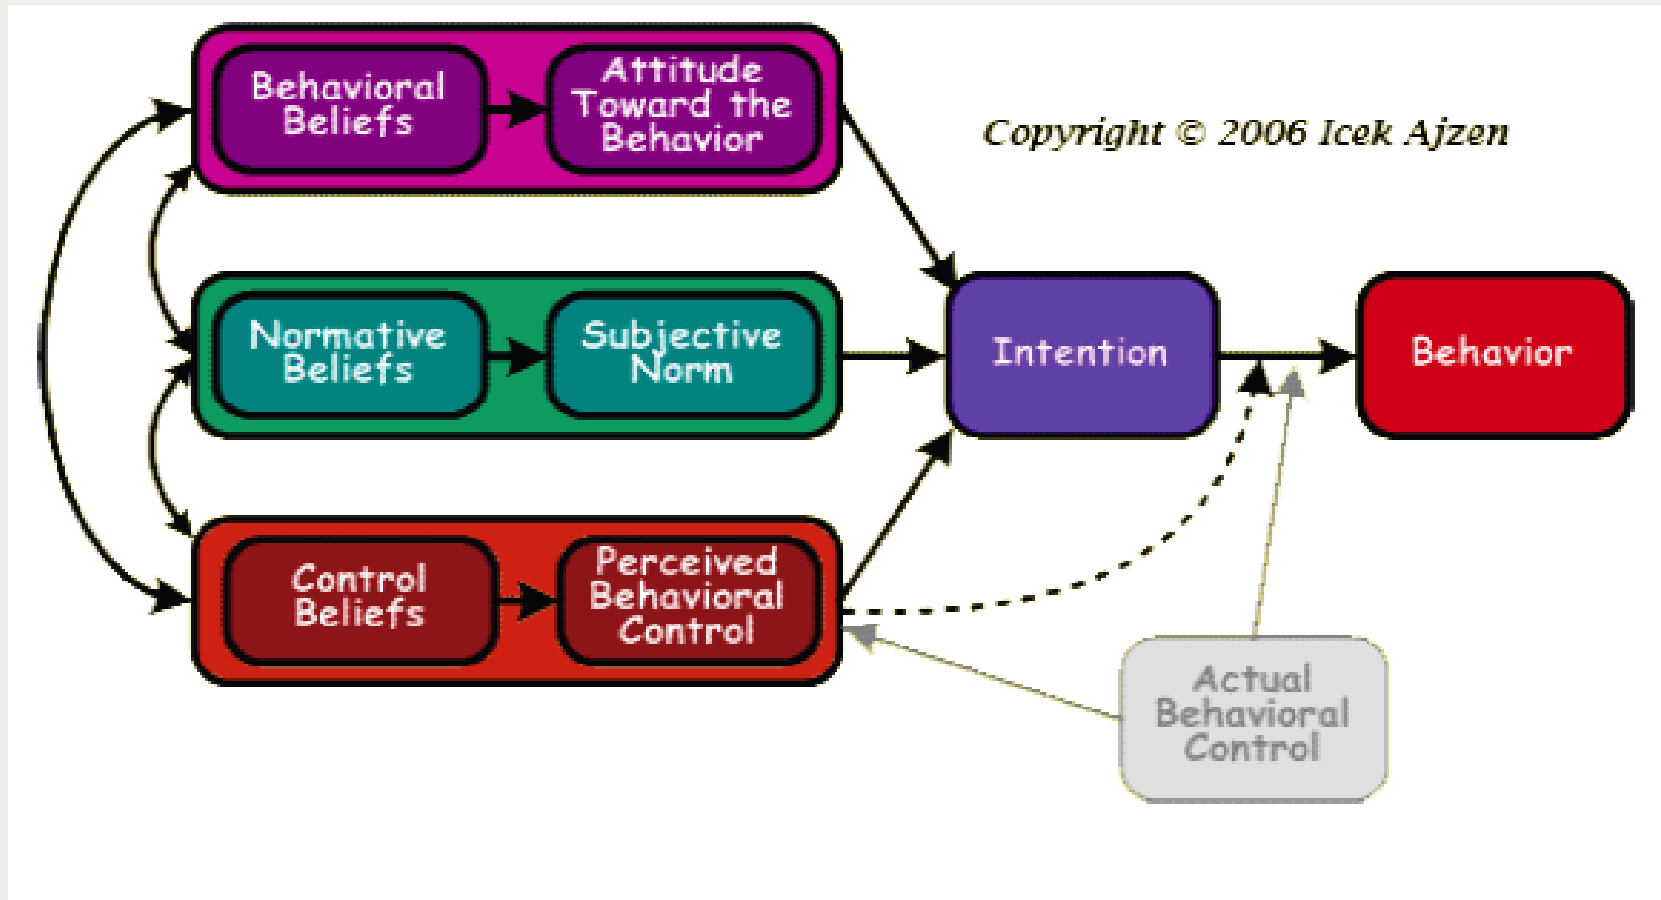 Behavioral
Beliefs
Attitude
Toward the
Behavior
Copyright © 2006 Icek Ajzen
Normative
Beliefs
Subjective
Norm
Intention
Behavior
Control
Beliefs
Perceived
Behavioral
Control
Actual
Behavioral
Control